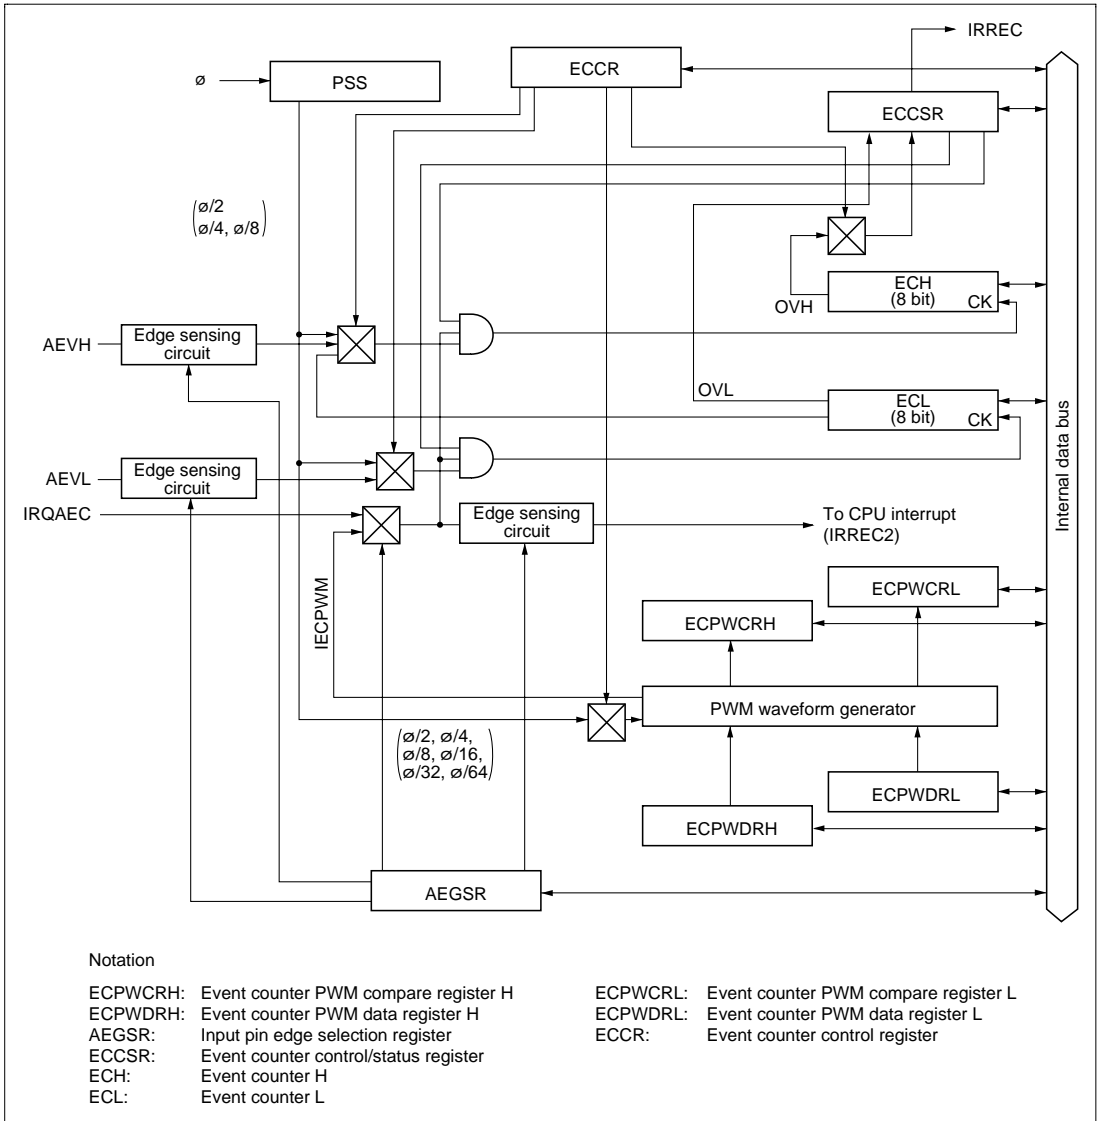 IRREC
ECCR
ø
PSS
ECCSR
ø/2
ø/4, ø/8
ECH
(8 bit)
CK
OVH
AEVH
Edge sensing
circuit
OVL
ECL
(8 bit)
CK
Internal data bus
AEVL
Edge sensing
circuit
IRQAEC
Edge sensing
circuit
To CPU interrupt
(IRREC2)
IECPWM
ECPWCRL
ECPWCRH
PWM waveform generator
ø/2, ø/4,
ø/8, ø/16,
ø/32, ø/64
ECPWDRL
ECPWDRH
AEGSR
Notation
ECPWCRH: Event counter PWM compare register H
ECPWDRH: Event counter PWM data register H
AEGSR: Input pin edge selection register
ECCSR: Event counter control/status register
ECH: Event counter H
ECL: Event counter L
ECPWCRL: Event counter PWM compare register L
ECPWDRL: Event counter PWM data register L
ECCR: Event counter control register